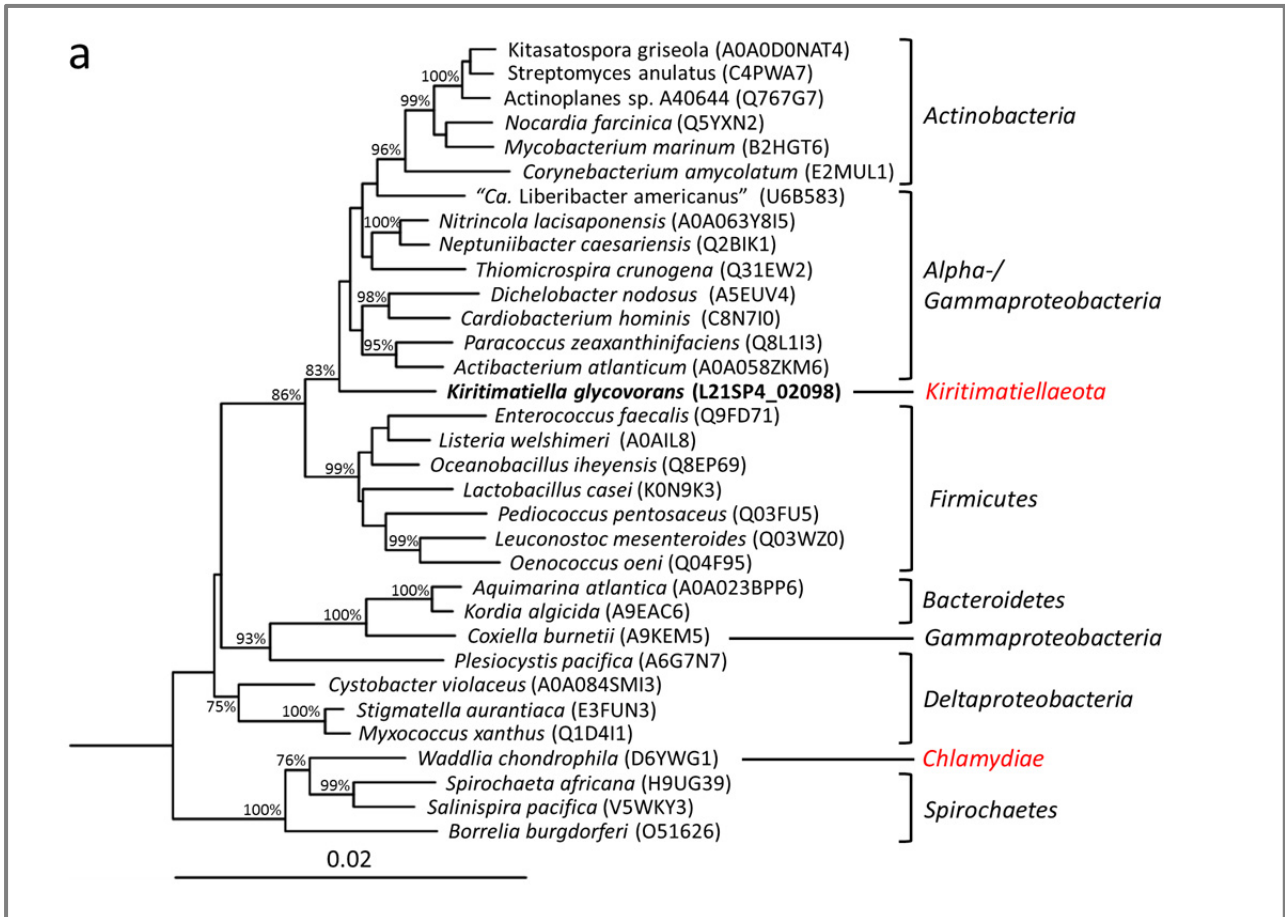 a
Kitasatospora griseola (A0A0D0NAT4)
Streptomyces anulatus (C4PWA7)
100%
Actinoplanes sp. A40644 (Q767G7)
99%
Actinobacteria
Nocardia farcinica (Q5YXN2)
Mycobacterium marinum (B2HGT6)
96%
Corynebacterium amycolatum (E2MUL1)
“Ca. Liberibacter americanus” (U6B583)
100%
Nitrincola lacisaponensis (A0A063Y8I5)
Neptuniibacter caesariensis (Q2BIK1)
Thiomicrospira crunogena (Q31EW2)
Alpha-/
Gammaproteobacteria
98%
Dichelobacter nodosus (A5EUV4)
Cardiobacterium hominis (C8N7I0)
Paracoccus zeaxanthinifaciens (Q8L1I3)
95%
Actibacterium atlanticum (A0A058ZKM6)
83%
86%
Kiritimatiella glycovorans (L21SP4_02098)
Kiritimatiellaeota
Enterococcus faecalis (Q9FD71)
Listeria welshimeri (A0AIL8)
99%
Oceanobacillus iheyensis (Q8EP69)
Lactobacillus casei (K0N9K3)
Firmicutes
Pediococcus pentosaceus (Q03FU5)
99%
Leuconostoc mesenteroides (Q03WZ0)
Oenococcus oeni (Q04F95)
100%
Aquimarina atlantica (A0A023BPP6)
Bacteroidetes
Kordia algicida (A9EAC6)
100%
Coxiella burnetii (A9KEM5)
Gammaproteobacteria
93%
Plesiocystis pacifica (A6G7N7)
Cystobacter violaceus (A0A084SMI3)
75%
Deltaproteobacteria
100%
Stigmatella aurantiaca (E3FUN3)
Myxococcus xanthus (Q1D4I1)
76%
Waddlia chondrophila (D6YWG1)
Chlamydiae
99%
Spirochaeta africana (H9UG39)
Salinispira pacifica (V5WKY3)
Spirochaetes
100%
Borrelia burgdorferi (O51626)
0.02